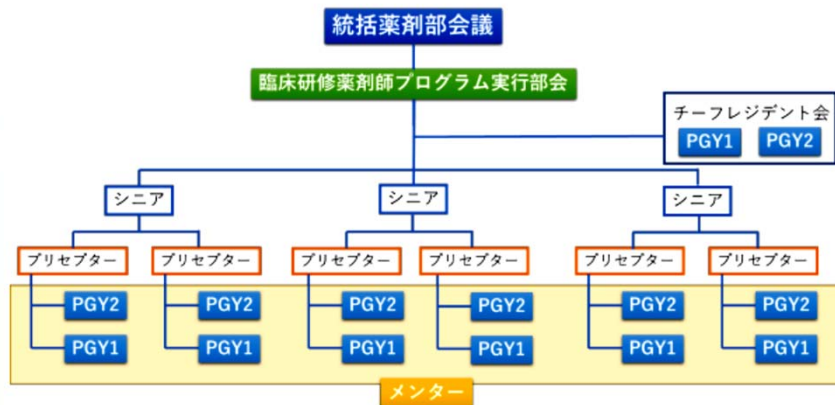 統括薬剤部会議
臨床研修薬剤師プログラム実行部会
チーフレジデント会
PGY1 PGY2
シニア シニア シニア
プリセプター プリセプター プリセプター プリセプター プリセプター プリセプター
PGY2 PGY2 PGY2 PGY2 PGY2 PGY2
PGY1 PGY1 PGY1 PGY1 PGY1 PGY1
メンター